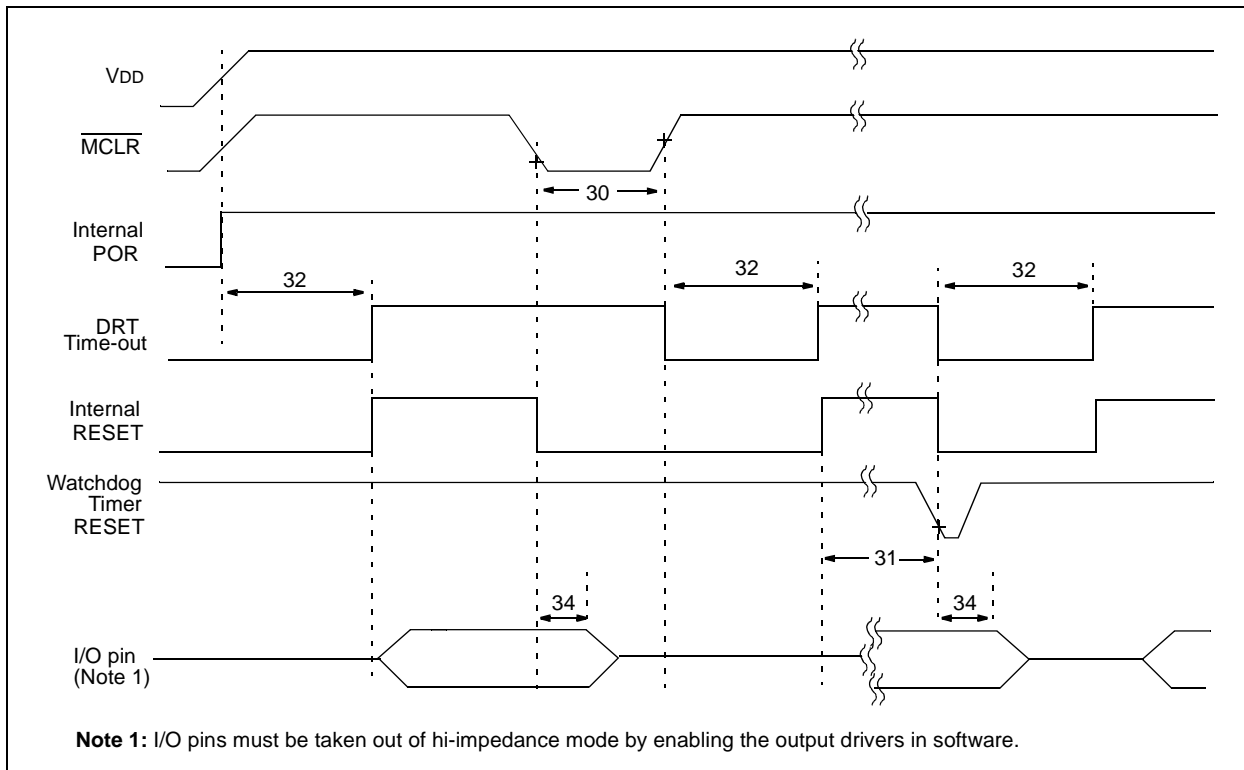 VDD
MCLR
30
Internal
POR
32
32
32
DRT
Time-out
Internal
RESET
Watchdog
Timer
RESET
31
34
34
I/O pin
(Note 1)
Note 1: I/O pins must be taken out of hi-impedance mode by enabling the output drivers in software.